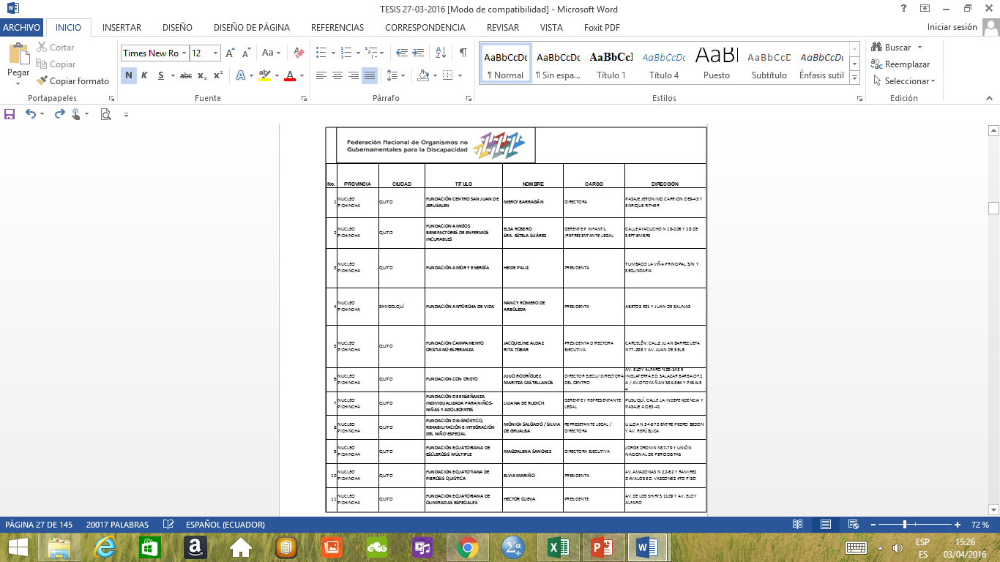 TESIS 27-03-2016 [Modo de compatibilidad] - Microsoft Word
ARCHIVO INICIO INSERTAR DISEÑO DISEÑO DE PÁGINA REFERENCIAS CORRESPONDENCIA REVISAR VISTA Foxit PDF Iniciar sesión
Pegar
Cortar
Copiar
Copiar formato
Portapapeles
Times New Ro 12
N K S abc x₂ x²
Fuente
Párrafo
AaBbCcDc AaBbCcDc AaBbCc AaBbCcDc AaBl AaBbCcD AaBbCcDc
¶ Normal ¶ Sin espa... Título 1 Título 4 Puesto Subtítulo Énfasis sutil
Estilos
Buscar
Reemplazar
Seleccionar
Edición
Federación Nacional de Organismos no
Gubernamentales para la Discapacidad
No. PROVINCIA CIUDAD TITULO NOMBRE CARGO DIRECCIÓN
1 NUCLEO PICHINCHA QUITO FUNDACIÓN CENTRO SAN JUAN DE JERUSALEN MERCY BARRAGÁN DIRECTORA PASAJE JERONIMO CARRION OE9-43 Y ENRIQUE RITHER
2 NUCLEO PICHINCHA QUITO FUNDACIÓN AMIGOS BENEFACTORES DE ENFERMOS INCURABLES ELSA ROSERO SRA. ESTELA SUÁREZ GERENTE P INFANTIL /REPRESENTANTE LEGAL CALLE AYACUCHO N 19-106 Y 18 DE SEPTIEMBRE
3 NUCLEO PICHINCHA QUITO FUNDACIÓN AMOR Y ENERGÍA HEIDE PALIZ PRESIDENTA TUMBACO LA VIÑA PRINCIPAL S/N Y SECUNDARIA
4 NUCLEO PICHINCHA SANGOLQUÍ FUNDACIÓN ANTORCHA DE VIDA NANCY ROMERO DE ARBOLEDA PRESIDENTA ABETOS 431 Y JUAN DE SALINAS
5 NUCLEO PICHINCHA QUITO FUNDACIÓN CAMPAMENTO CRISTIANO ESPERANZA JACQUELINE ALDAZ RITA TOBAR PRESIDENTA DIRECTORA EJECUTIVA CARCELÉN: CALLE JUAN BARREZUETA N77-298 Y AV. JUAN DE SELIS
6 NUCLEO PICHINCHA QUITO FUNDACIÓN CON CRISTO JULIO RODRÍGUEZ MARITZA CASTELLANOS DIRECTOR EJECU/ DIRECTORA DEL CENTRO AV. ELOY ALFARO N29-143 E INGLATERRA ED. SALAZAR BARBA OF.1 A / AV.OTOYA ÑAN S34-364 Y PASAJE 4
7 NUCLEO PICHINCHA QUITO FUNDACIÓN DE ENSEÑANZA INDIVIDUALIZADA PARA NIÑOS-NIÑAS Y ADOLECENTES LILIANA DE RUDICH GERENTE Y REPRESENTANTE LEGAL PUSUQUÍ, CALLE LA INDEPENDENCIA Y PASAJE A OE3-41
8 NUCLEO PICHINCHA QUITO FUNDACIÓN DIAGNÓSTICO, REHABILITACIÓN E INTEGRACIÓN DEL NIÑO ESPECIAL MÓNICA SALGADO / SILVIA DE GRIJALBA REPRESETANTE LEGAL / DIRECTORA ULLOA N 34-670 ENTRE PEDRO BEDON Y AV. REPÚBLICA
9 NUCLEO PICHINCHA QUITO FUNDACIÓN ECUATORIANA DE ESCLEROSIS MÚLTIPLE MAGDALENA SANCHEZ DIRECTORA EJECUTIVA JORGE DROMN N37-79 Y UNIÓN NACIONAL DE PERIODISTAS
10 NUCLEO PICHINCHA QUITO FUNDACIÓN ECUATOTIANA DE FIBROSIS QUISTICA ELVIA MARIÑO PRESIDENTA AV. AMAZONAS N 22-62 Y RAMIREZ DAVALOS ED. VASCONEZ 4TO PISO
11 NUCLEO PICHINCHA QUITO FUNDACIÓN ECUATORIANA DE OLIMPIADAS ESPECIALES HECTOR CUEVA PRESIDENTE AV. DE LOS SHIRYS 1109 Y AV. ELOY ALFARO
PÁGINA 27 DE 145 20017 PALABRAS ESPAÑOL (ECUADOR) 72 %
ESP 15:26
ES 03/04/2016